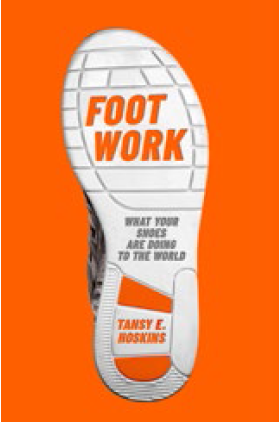 FOOT
WORK
WHAT YOUR
SHOES
ARE DOING
TO THE WORLD
TANSY E.
HOSKINS